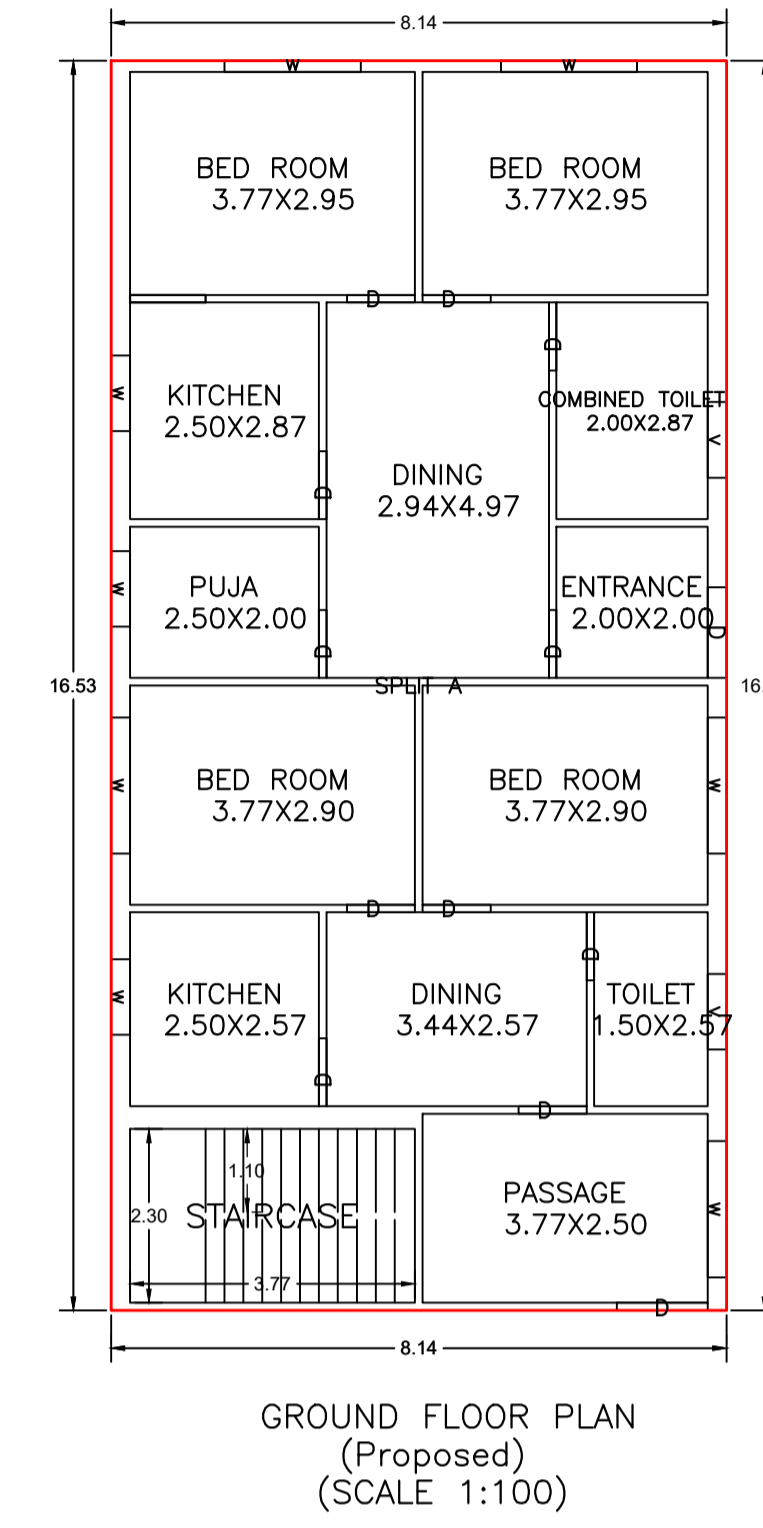 8.14
W
W
BED ROOM
3.77X2.95
BED ROOM
3.77X2.95
D
D
D
W
KITCHEN
2.50X2.87
COMBINED TOILET
2.00X2.87
V
DINING
2.94X4.97
D
W
PUJA
2.50X2.00
ENTRANCE
2.00X2.00
D
D
D
16.53
SPLIT A
16.
BED ROOM
3.77X2.90
BED ROOM
3.77X2.90
W
W
D
D
D
W
KITCHEN
2.50X2.57
DINING
3.44X2.57
TOILET
1.50X2.57
V
D
D
1.10
2.30
STAIRCASE
3.77
PASSAGE
3.77X2.50
W
D
8.14
GROUND FLOOR PLAN
(Proposed)
(SCALE 1:100)